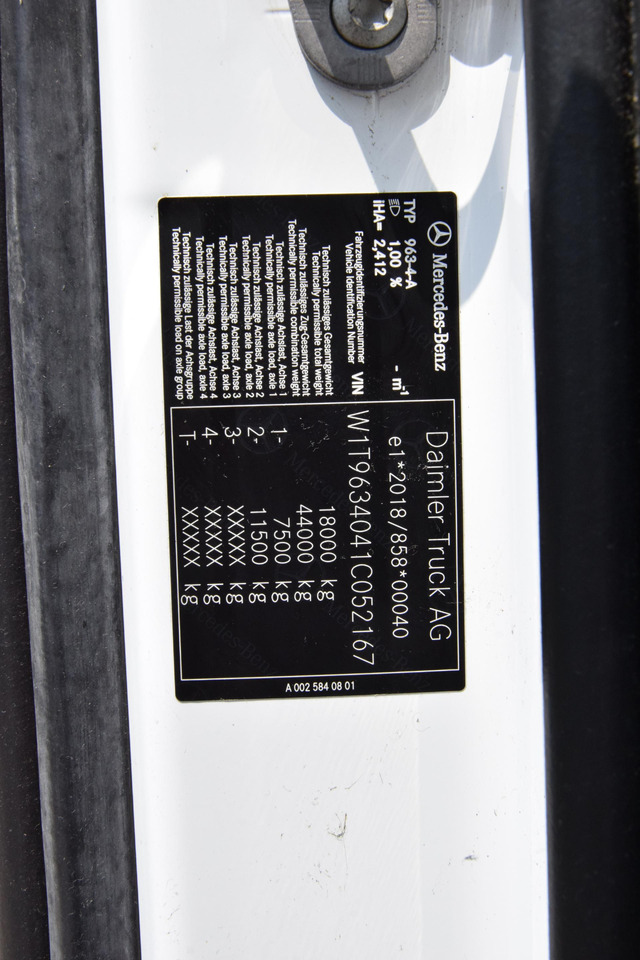 Mercedes-Benz
TYP 963-4-A - m⁻¹
1,00 %
iHA= 2,412
Daimler Truck AG
e1*2018/858*00040
Fahrzeugidentifizierungsnummer
Vehicle Identification Number VIN W1T9634041C052167
Technisch zulässiges Gesamtgewicht
Technically permissible total weight 18000 kg
Technisch zulässiges Zug-Gesamtgewicht
Technically permissible combination weight 44000 kg
Technisch zulässige Achslast, Achse 1
Technically permissible axle load, axle 1 1- 7500 kg
Technisch zulässige Achslast, Achse 2
Technically permissible axle load, axle 2 2- 11500 kg
Technisch zulässige Achslast, Achse 3
Technically permissible axle load, axle 3 3- XXXXX kg
Technisch zulässige Achslast, Achse 4
Technically permissible axle load, axle 4 4- XXXXX kg
Technisch zulässige Last der Achsgruppe
Technically permissible load on axle group T- XXXXX kg
A 002 584 08 01